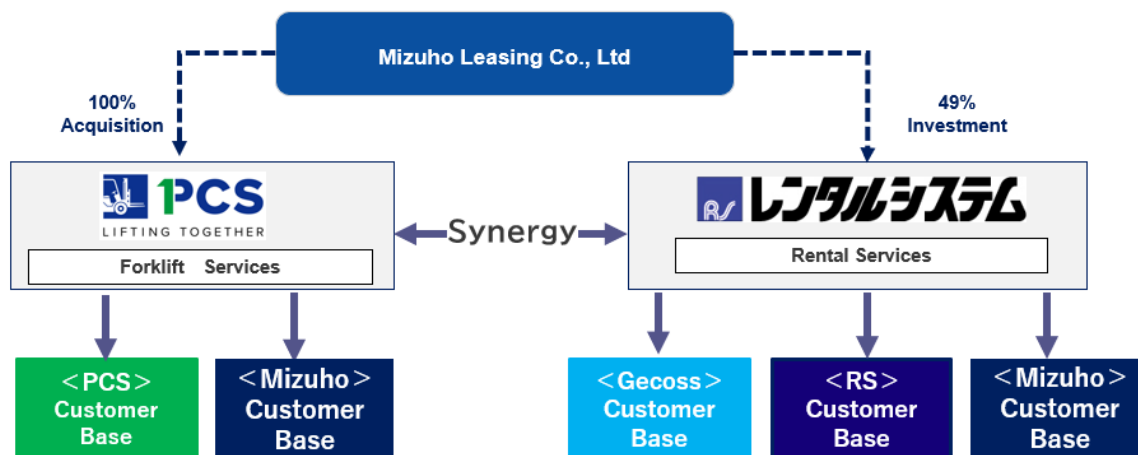 Mizuho Leasing Co., Ltd
100%
Acquisition
49%
Investment
1PCS
LIFTING TOGETHER
Forklift Services
Synergy
RS レンタルシステム
Rental Services
<PCS>
Customer
Base
<Mizuho>
Customer
Base
<Gecoss>
Customer
Base
<RS>
Customer
Base
<Mizuho>
Customer
Base